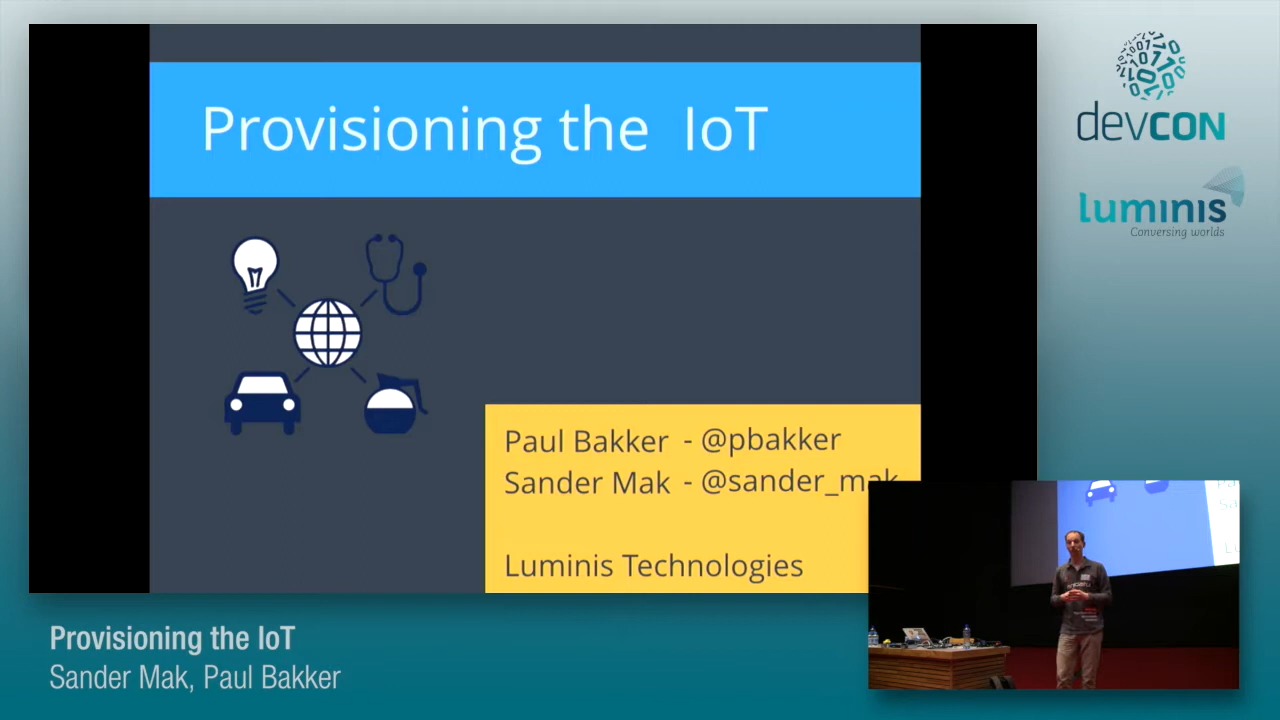 Provisioning the IoT
Paul Bakker - @pbakker
Sander Mak - @sander_mak
Luminis Technologies
devcon
luminis
Conversing worlds
Provisioning the IoT
Sander Mak, Paul Bakker